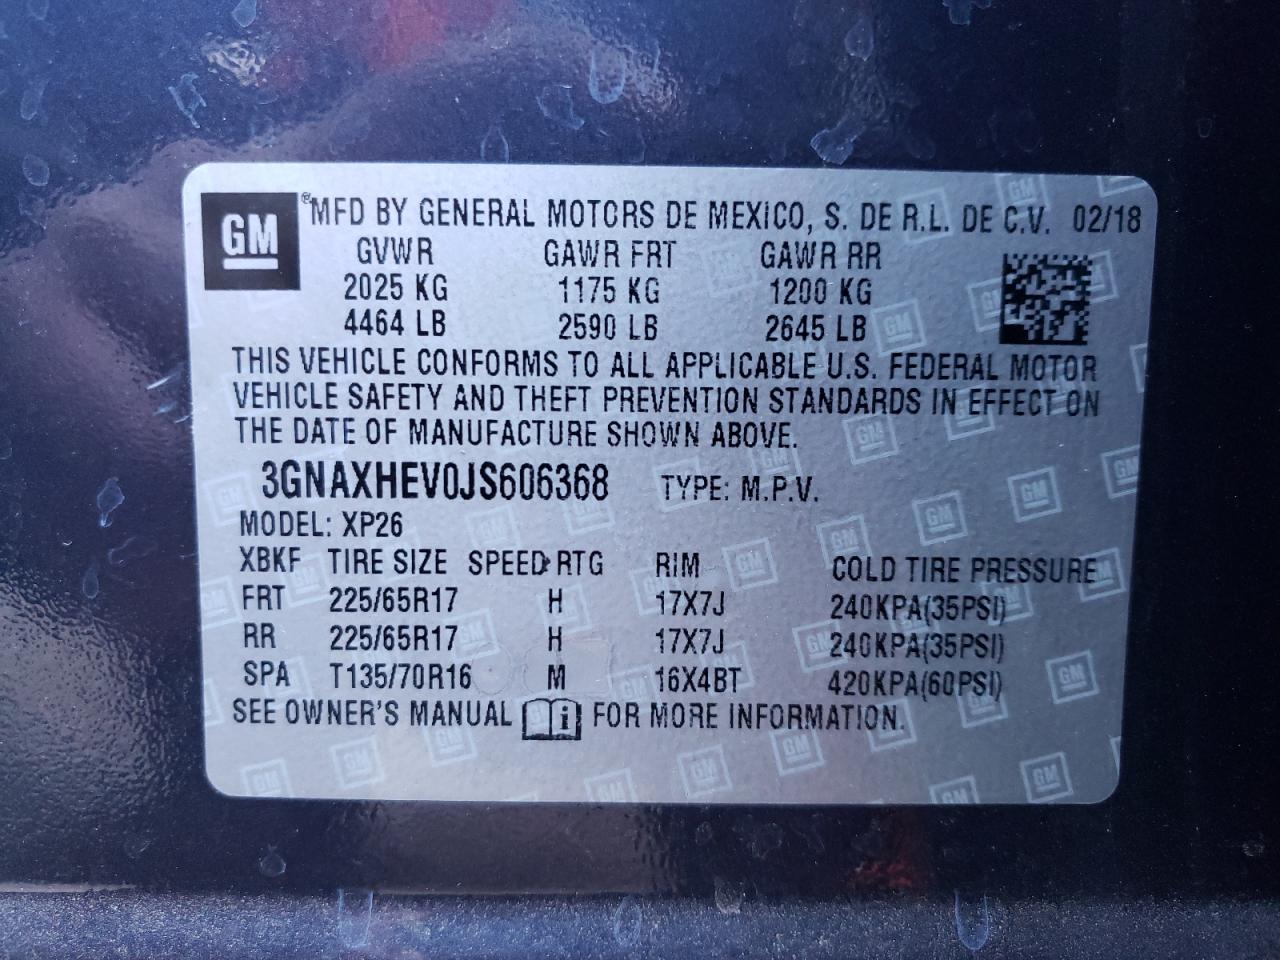 GM ® MFD BY GENERAL MOTORS DE MEXICO, S. DE R.L. DE C.V. 02/18
GVWR GAWR FRT GAWR RR
2025 KG 1175 KG 1200 KG
4464 LB 2590 LB 2645 LB
THIS VEHICLE CONFORMS TO ALL APPLICABLE U.S. FEDERAL MOTOR
VEHICLE SAFETY AND THEFT PREVENTION STANDARDS IN EFFECT ON
THE DATE OF MANUFACTURE SHOWN ABOVE.
3GNAXHEV0JS606368 TYPE: M.P.V.
MODEL: XP26
XBKF TIRE SIZE SPEED RTG RIM COLD TIRE PRESSURE
FRT 225/65R17 H 17X7J 240KPA(35PSI)
RR 225/65R17 H 17X7J 240KPA(35PSI)
SPA T135/70R16 M 16X4BT 420KPA(60PSI)
SEE OWNER'S MANUAL i FOR MORE INFORMATION.